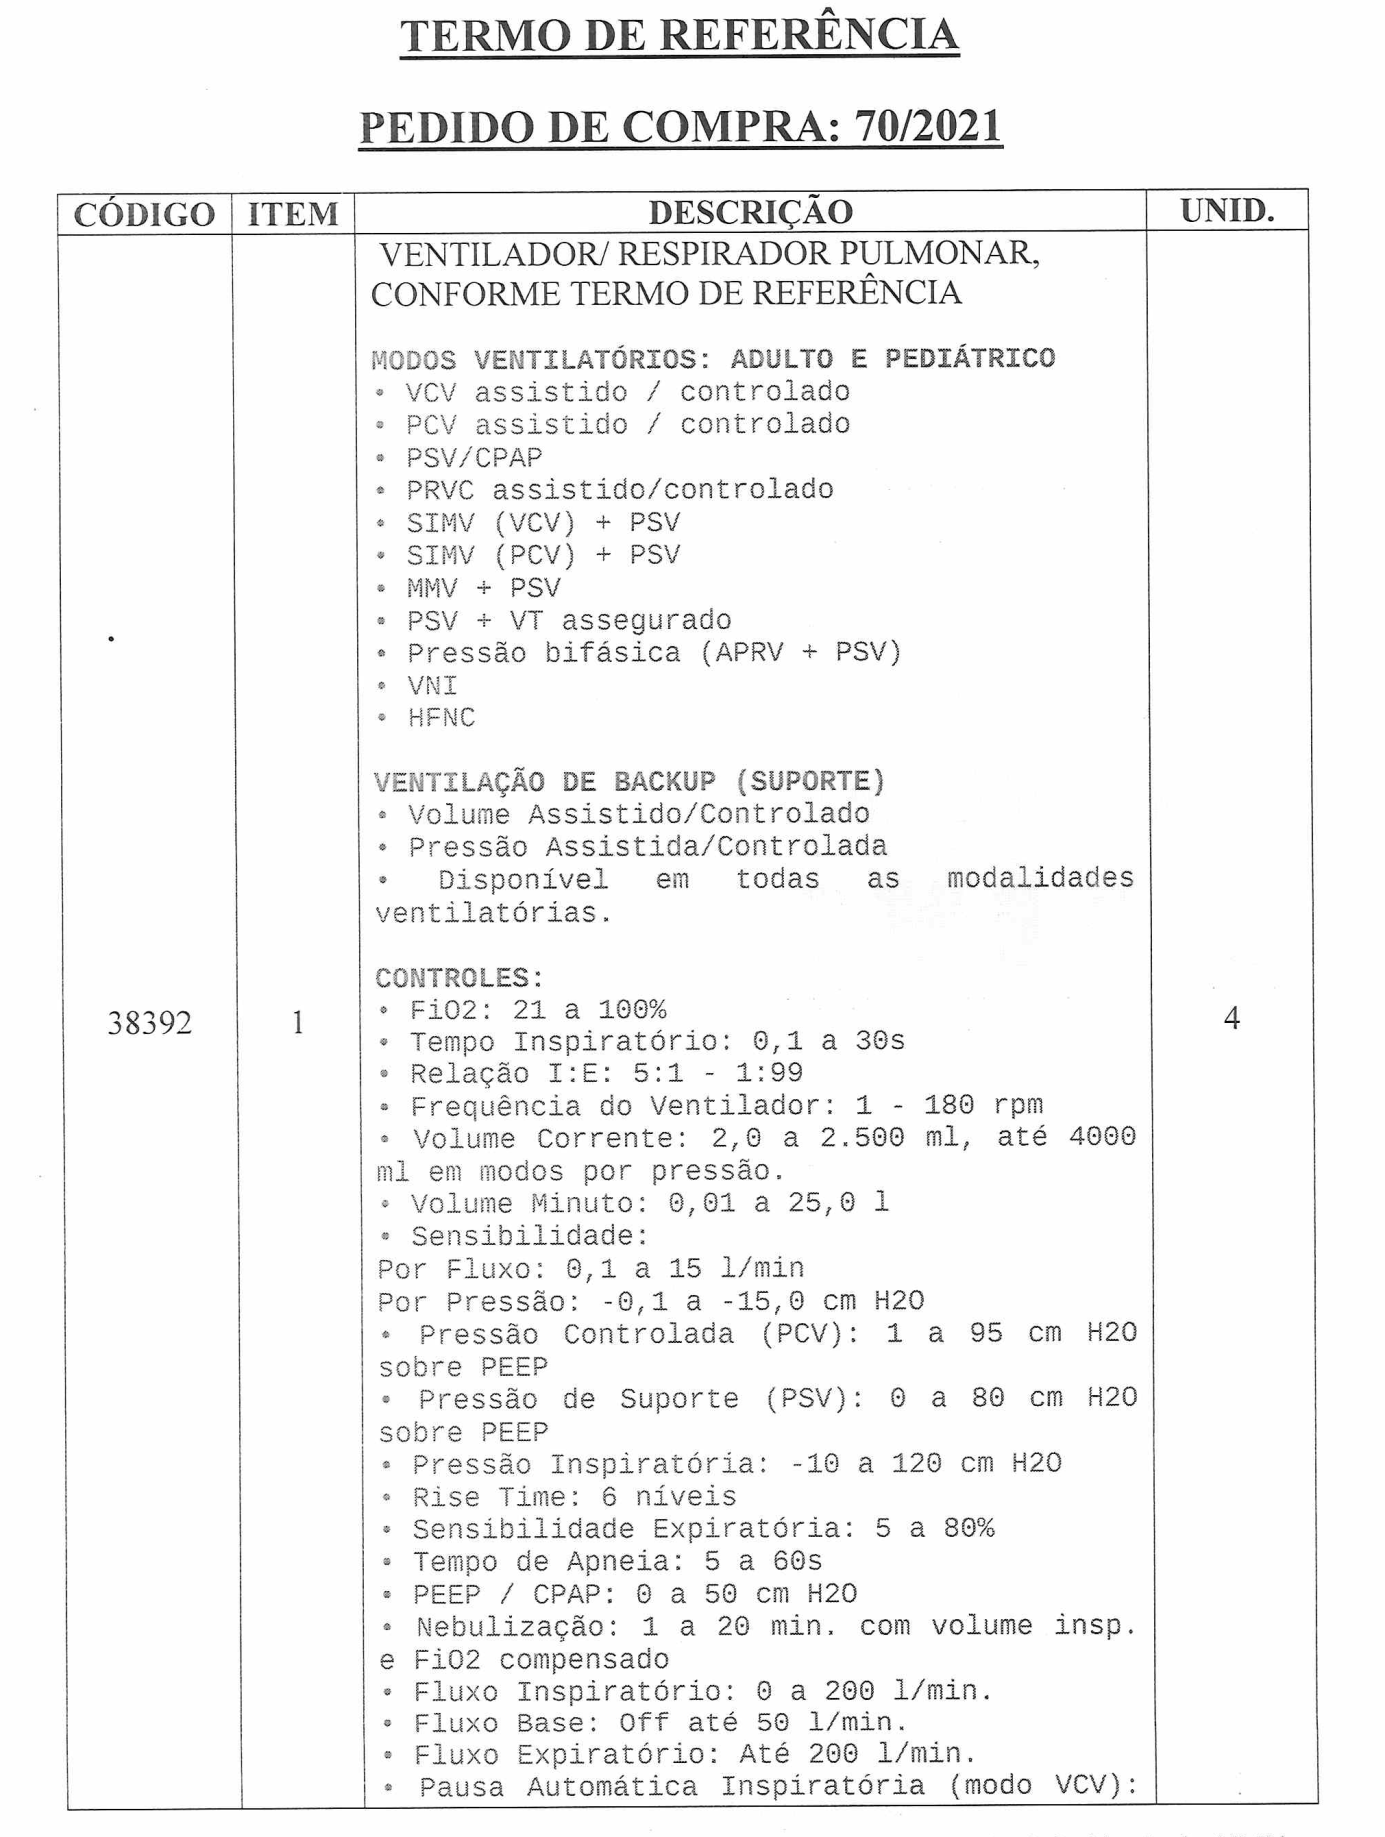 TERMO DE REFERÊNCIA
PEDIDO DE COMPRA: 70/2021
CÓDIGO ITEM DESCRIÇÃO UNID.
VENTILADOR/ RESPIRADOR PULMONAR,
CONFORME TERMO DE REFERÊNCIA
MODOS VENTILATÓRIOS: ADULTO E PEDIÁTRICO
• VCV assistido / controlado
• PCV assistido / controlado
• PSV/CPAP
• PRVC assistido/controlado
• SIMV (VCV) + PSV
• SIMV (PCV) + PSV
• MMV + PSV
• PSV + VT assegurado
• Pressão bifásica (APRV + PSV)
• VNI
• HFNC
VENTILAÇÃO DE BACKUP (SUPORTE)
• Volume Assistido/Controlado
• Pressão Assistida/Controlada
• Disponível em todas as modalidades
ventilatórias.
CONTROLES:
• FiO2: 21 a 100%
38392 1 4
• Tempo Inspiratório: 0,1 a 30s
• Relação I:E: 5:1 - 1:99
• Frequência do Ventilador: 1 - 180 rpm
• Volume Corrente: 2,0 a 2.500 ml, até 4000
ml em modos por pressão.
• Volume Minuto: 0,01 a 25,0 l
• Sensibilidade:
Por Fluxo: 0,1 a 15 l/min
Por Pressão: -0,1 a -15,0 cm H2O
• Pressão Controlada (PCV): 1 a 95 cm H2O
sobre PEEP
• Pressão de Suporte (PSV): 0 a 80 cm H2O
sobre PEEP
• Pressão Inspiratória: -10 a 120 cm H2O
• Rise Time: 6 níveis
• Sensibilidade Expiratória: 5 a 80%
• Tempo de Apneia: 5 a 60s
• PEEP / CPAP: 0 a 50 cm H2O
• Nebulização: 1 a 20 min. com volume insp.
e FiO2 compensado
• Fluxo Inspiratório: 0 a 200 l/min.
• Fluxo Base: Off até 50 l/min.
• Fluxo Expiratório: Até 200 l/min.
• Pausa Automática Inspiratória (modo VCV):